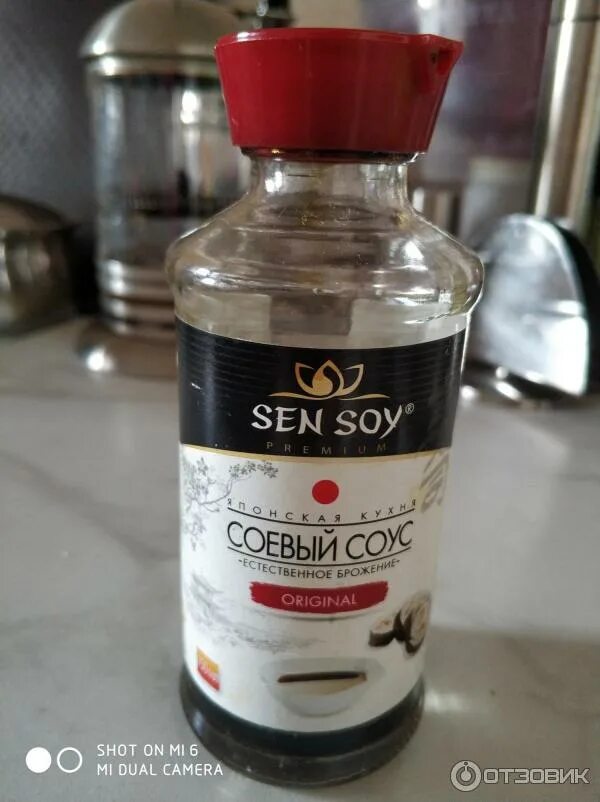 SEN SOY®
PREMIUM
ЯПОНСКАЯ КУХНЯ
СОЕВЫЙ СОУС
-ЕСТЕСТВЕННОЕ БРОЖЕНИЕ-
ORIGINAL
SHOT ON MI 6
MI DUAL CAMERA
ОТЗОВИК